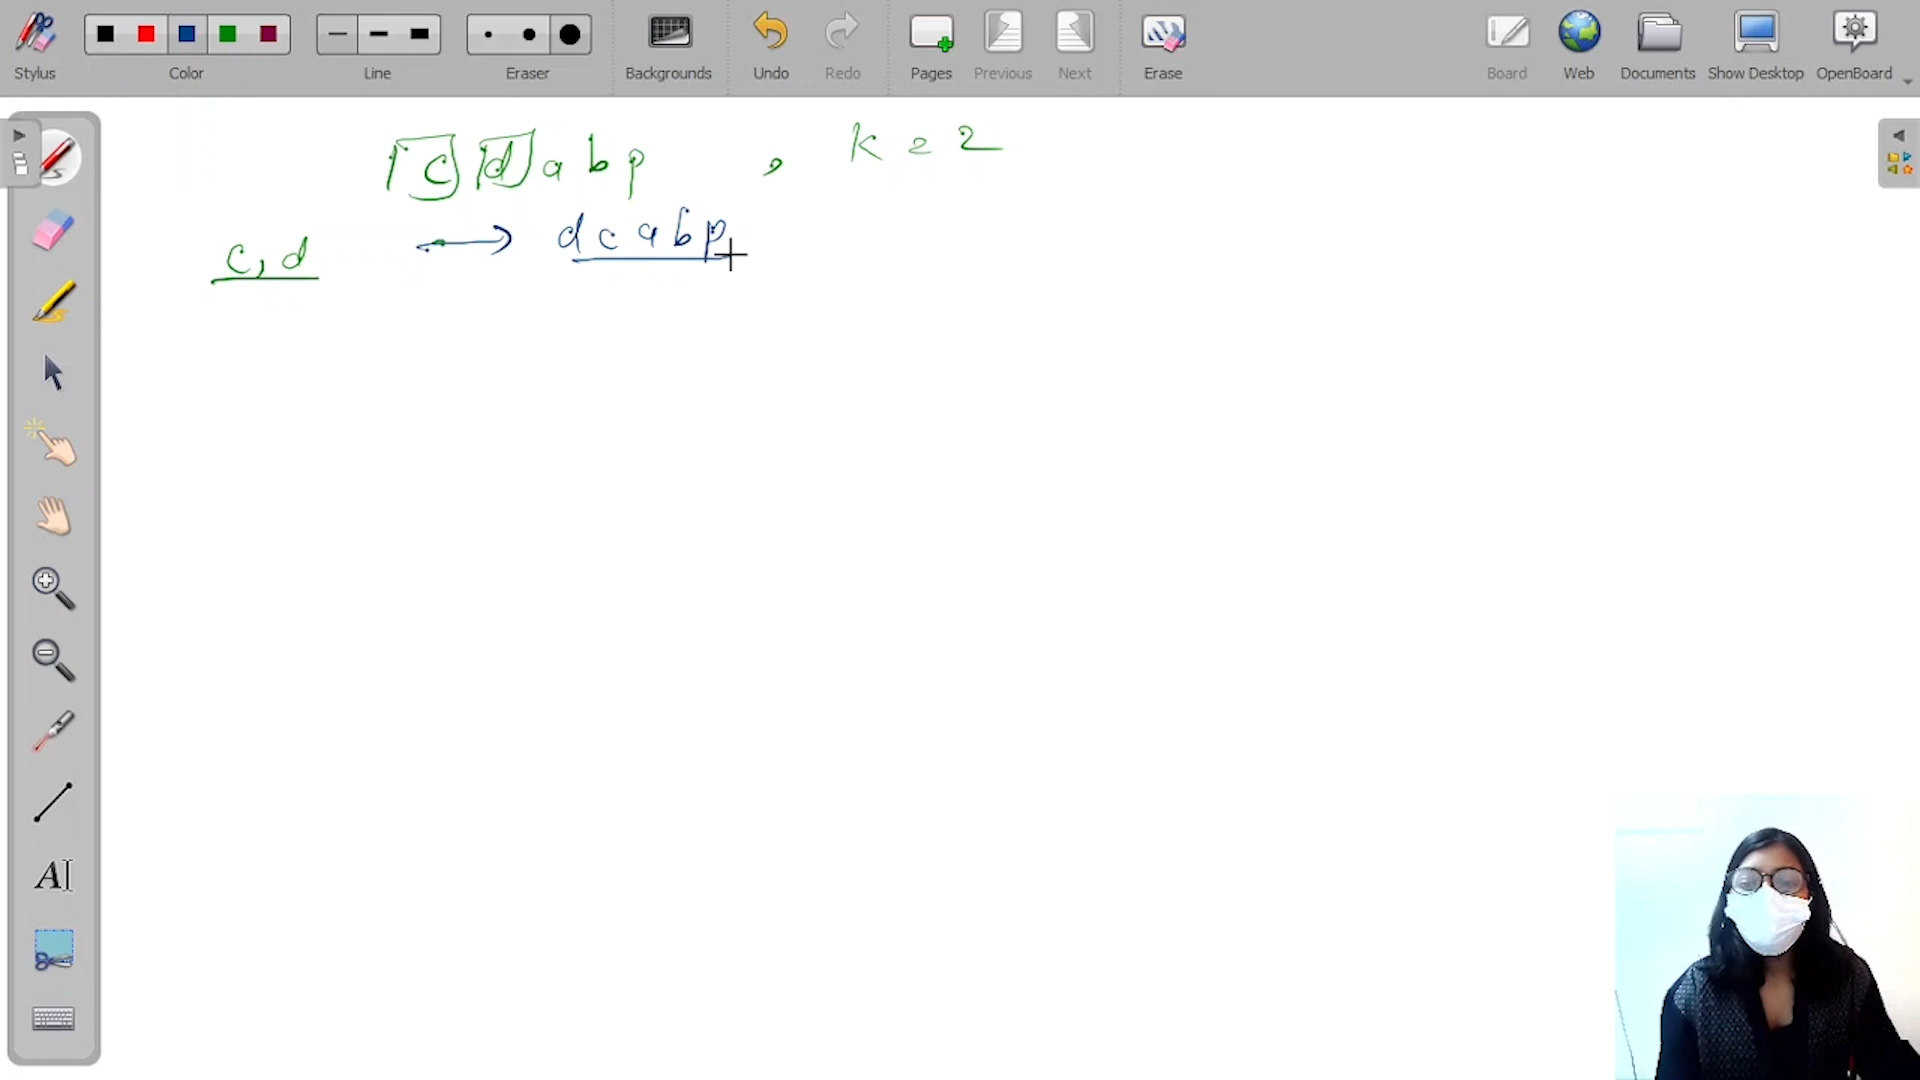 Stylus Color Line Eraser Backgrounds Undo Redo Pages Previous Next Erase Board Web Documents Show Desktop OpenBoard
c d a b p , K = 2
c, d ↔ d c a b p
A